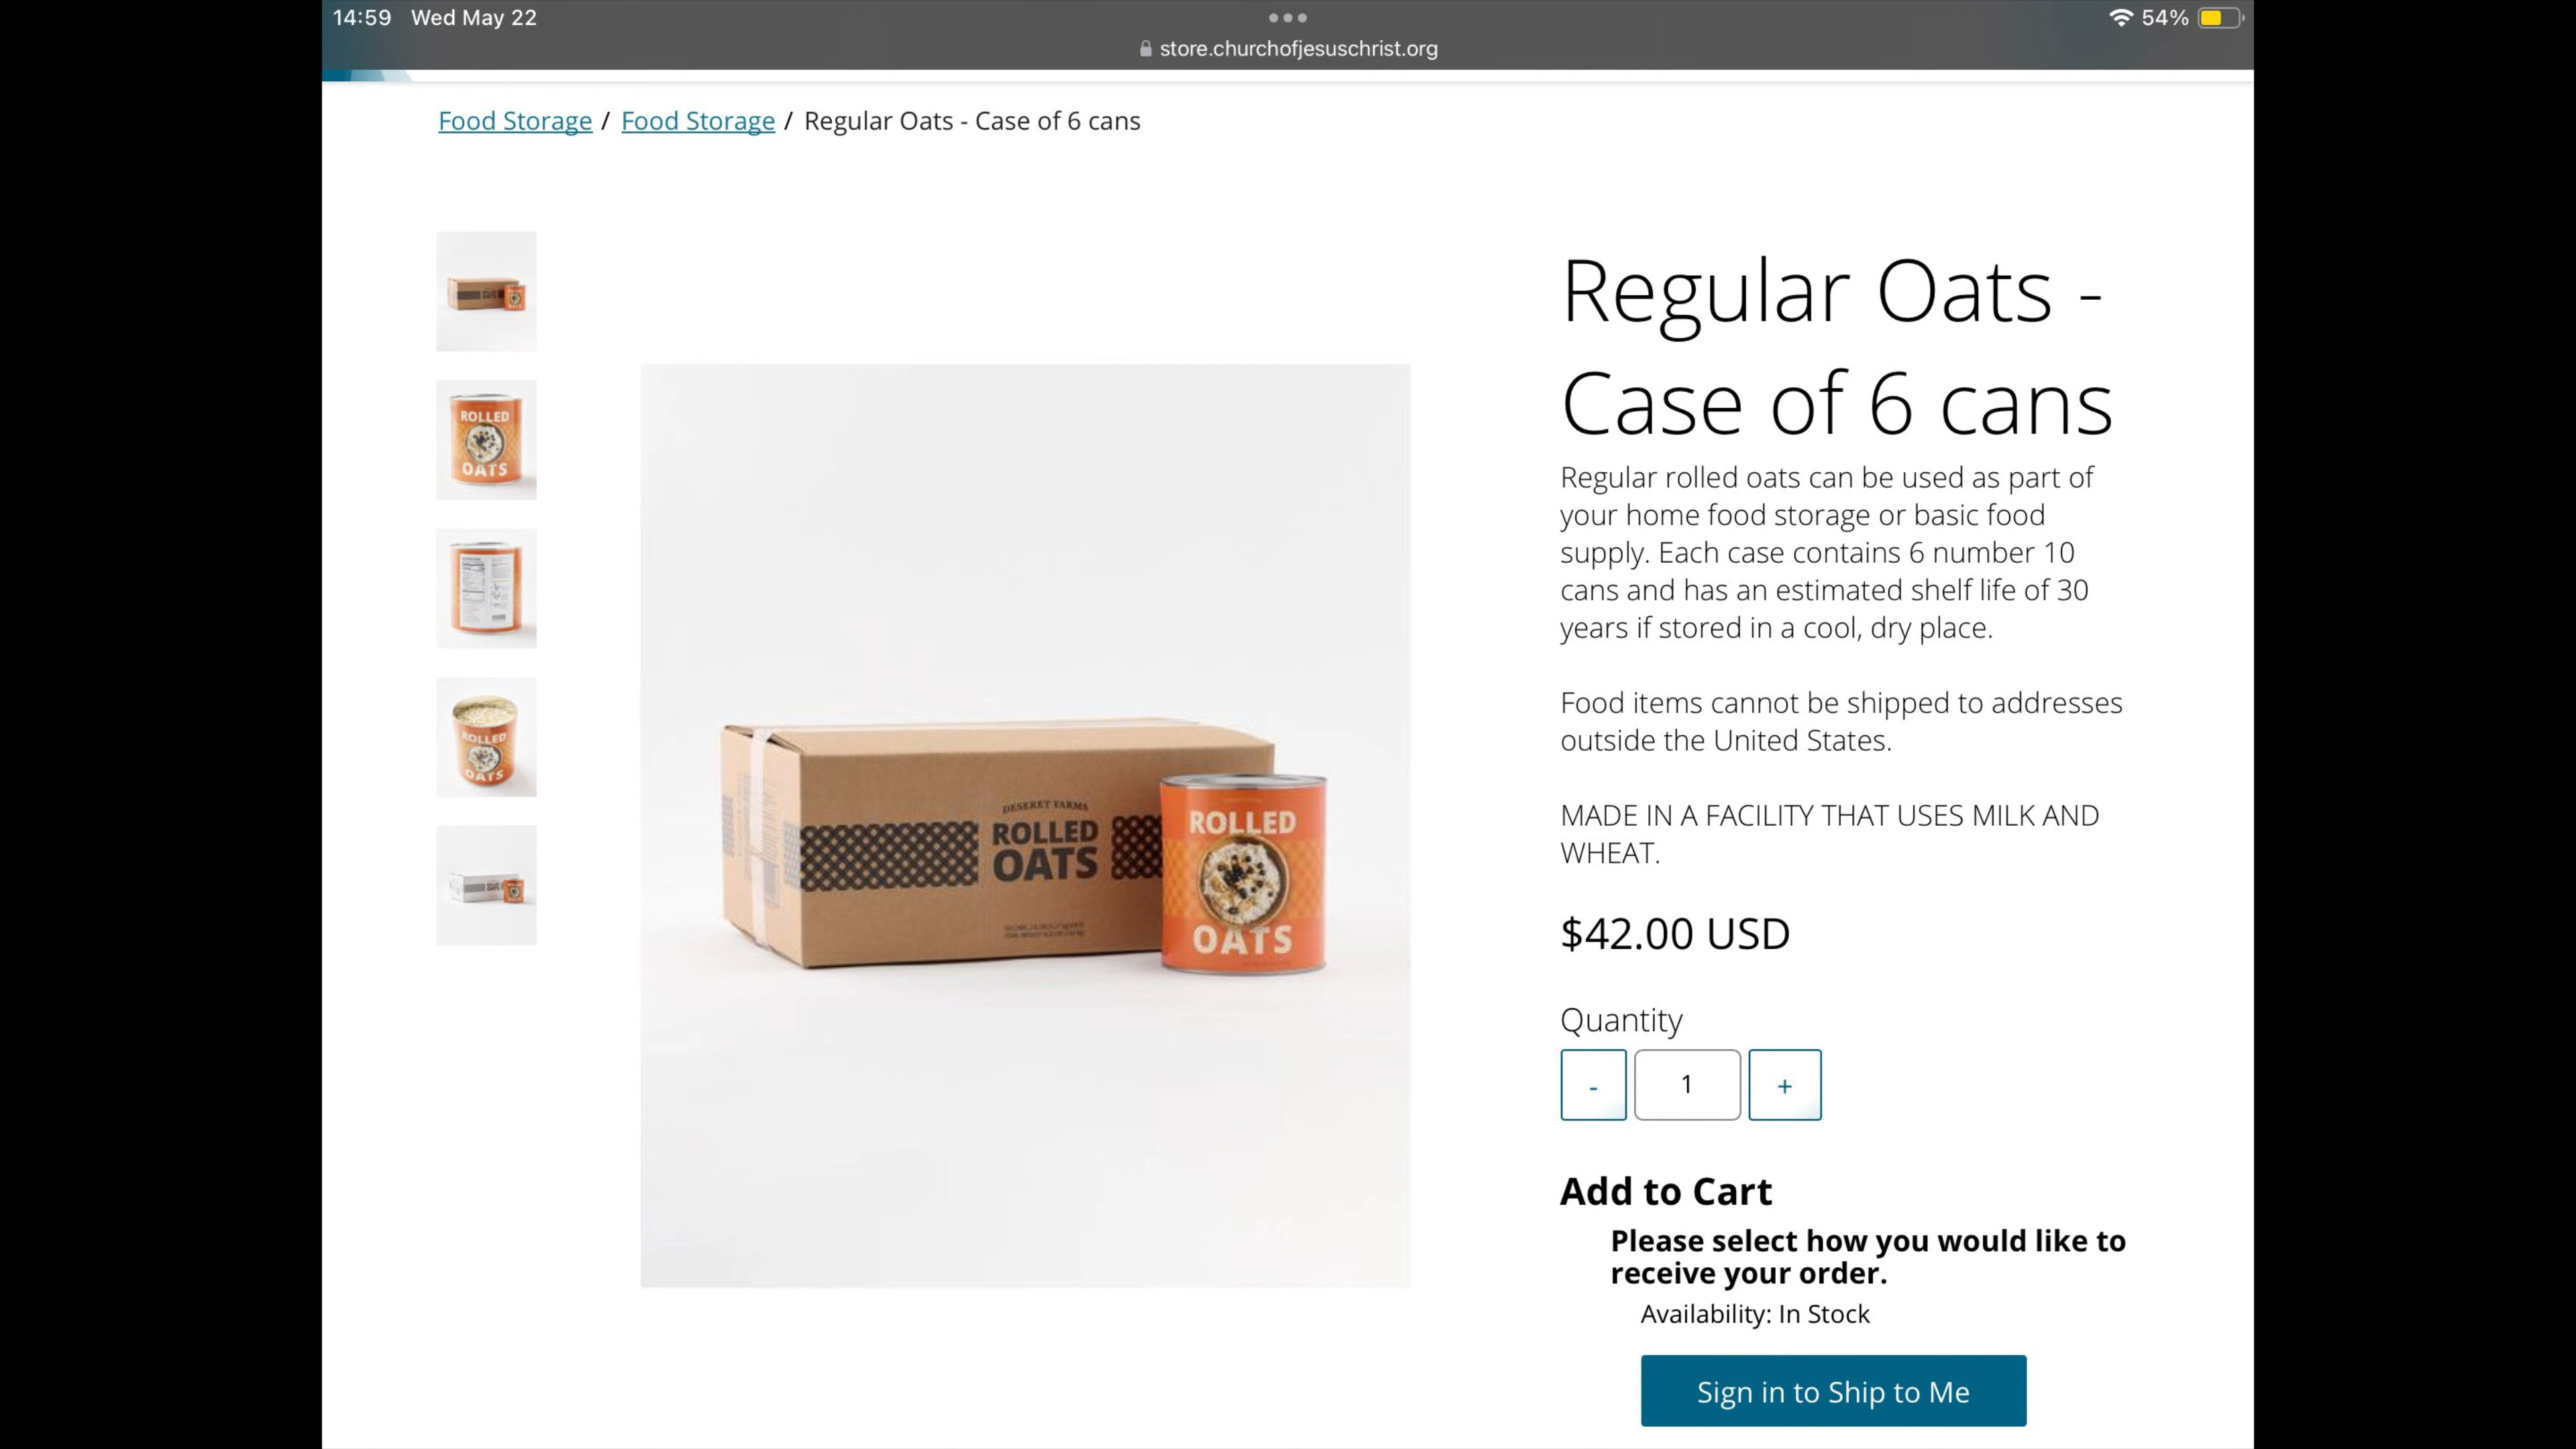 14:59 Wed May 22
54%
store.churchofjesuschrist.org
Food Storage / Food Storage / Regular Oats - Case of 6 cans
ROLLED
OATS
ROLLED
OATS
DESERET FARMS
ROLLED
OATS
ROLLED
OATS
Regular Oats -
Case of 6 cans
Regular rolled oats can be used as part of
your home food storage or basic food
supply. Each case contains 6 number 10
cans and has an estimated shelf life of 30
years if stored in a cool, dry place.
Food items cannot be shipped to addresses
outside the United States.
MADE IN A FACILITY THAT USES MILK AND
WHEAT.
$42.00 USD
Quantity
- 1 +
Add to Cart
Please select how you would like to
receive your order.
Availability: In Stock
Sign in to Ship to Me